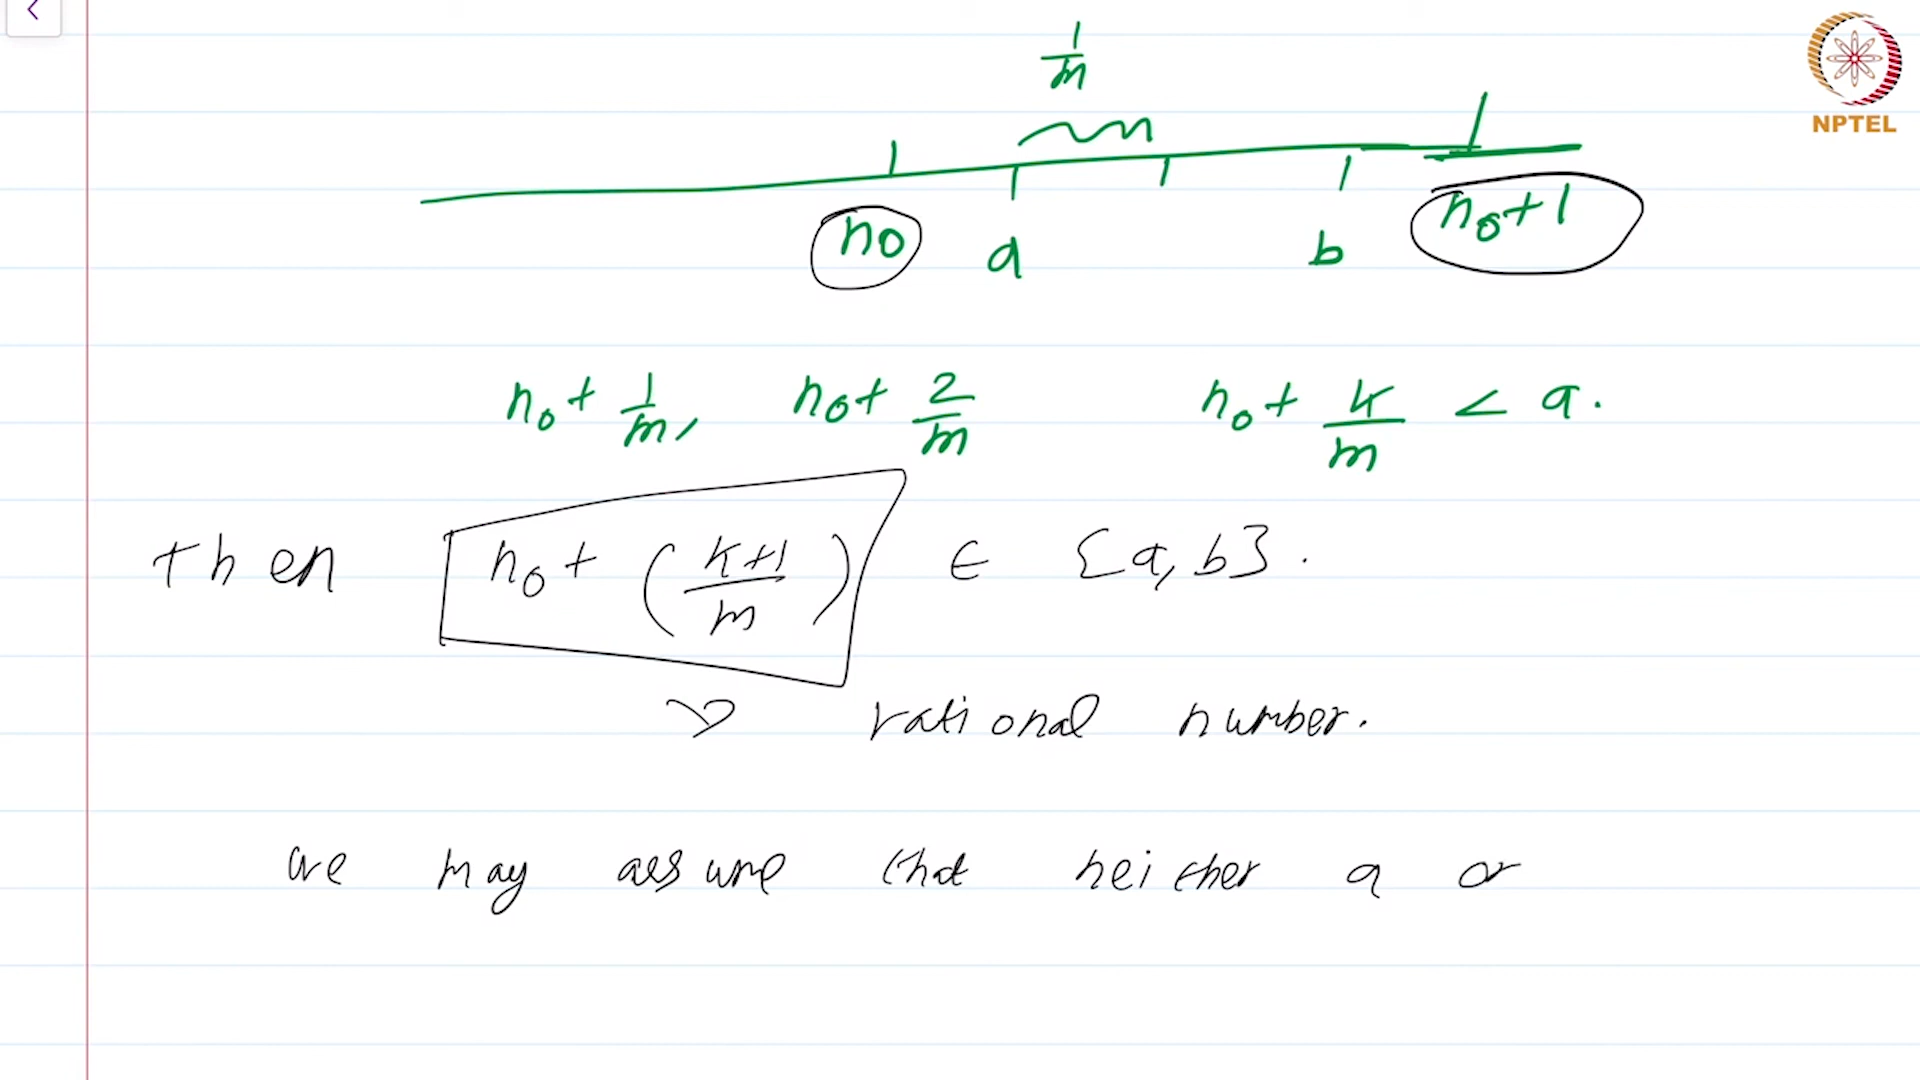 1/m
NPTEL
n₀ a b n₀+1
n₀ + 1/m, n₀ + 2/m n₀ + k/m < a.
then n₀ + (k+1/m) ∈ {a, b}.
rational number.
we may assume that neither a or